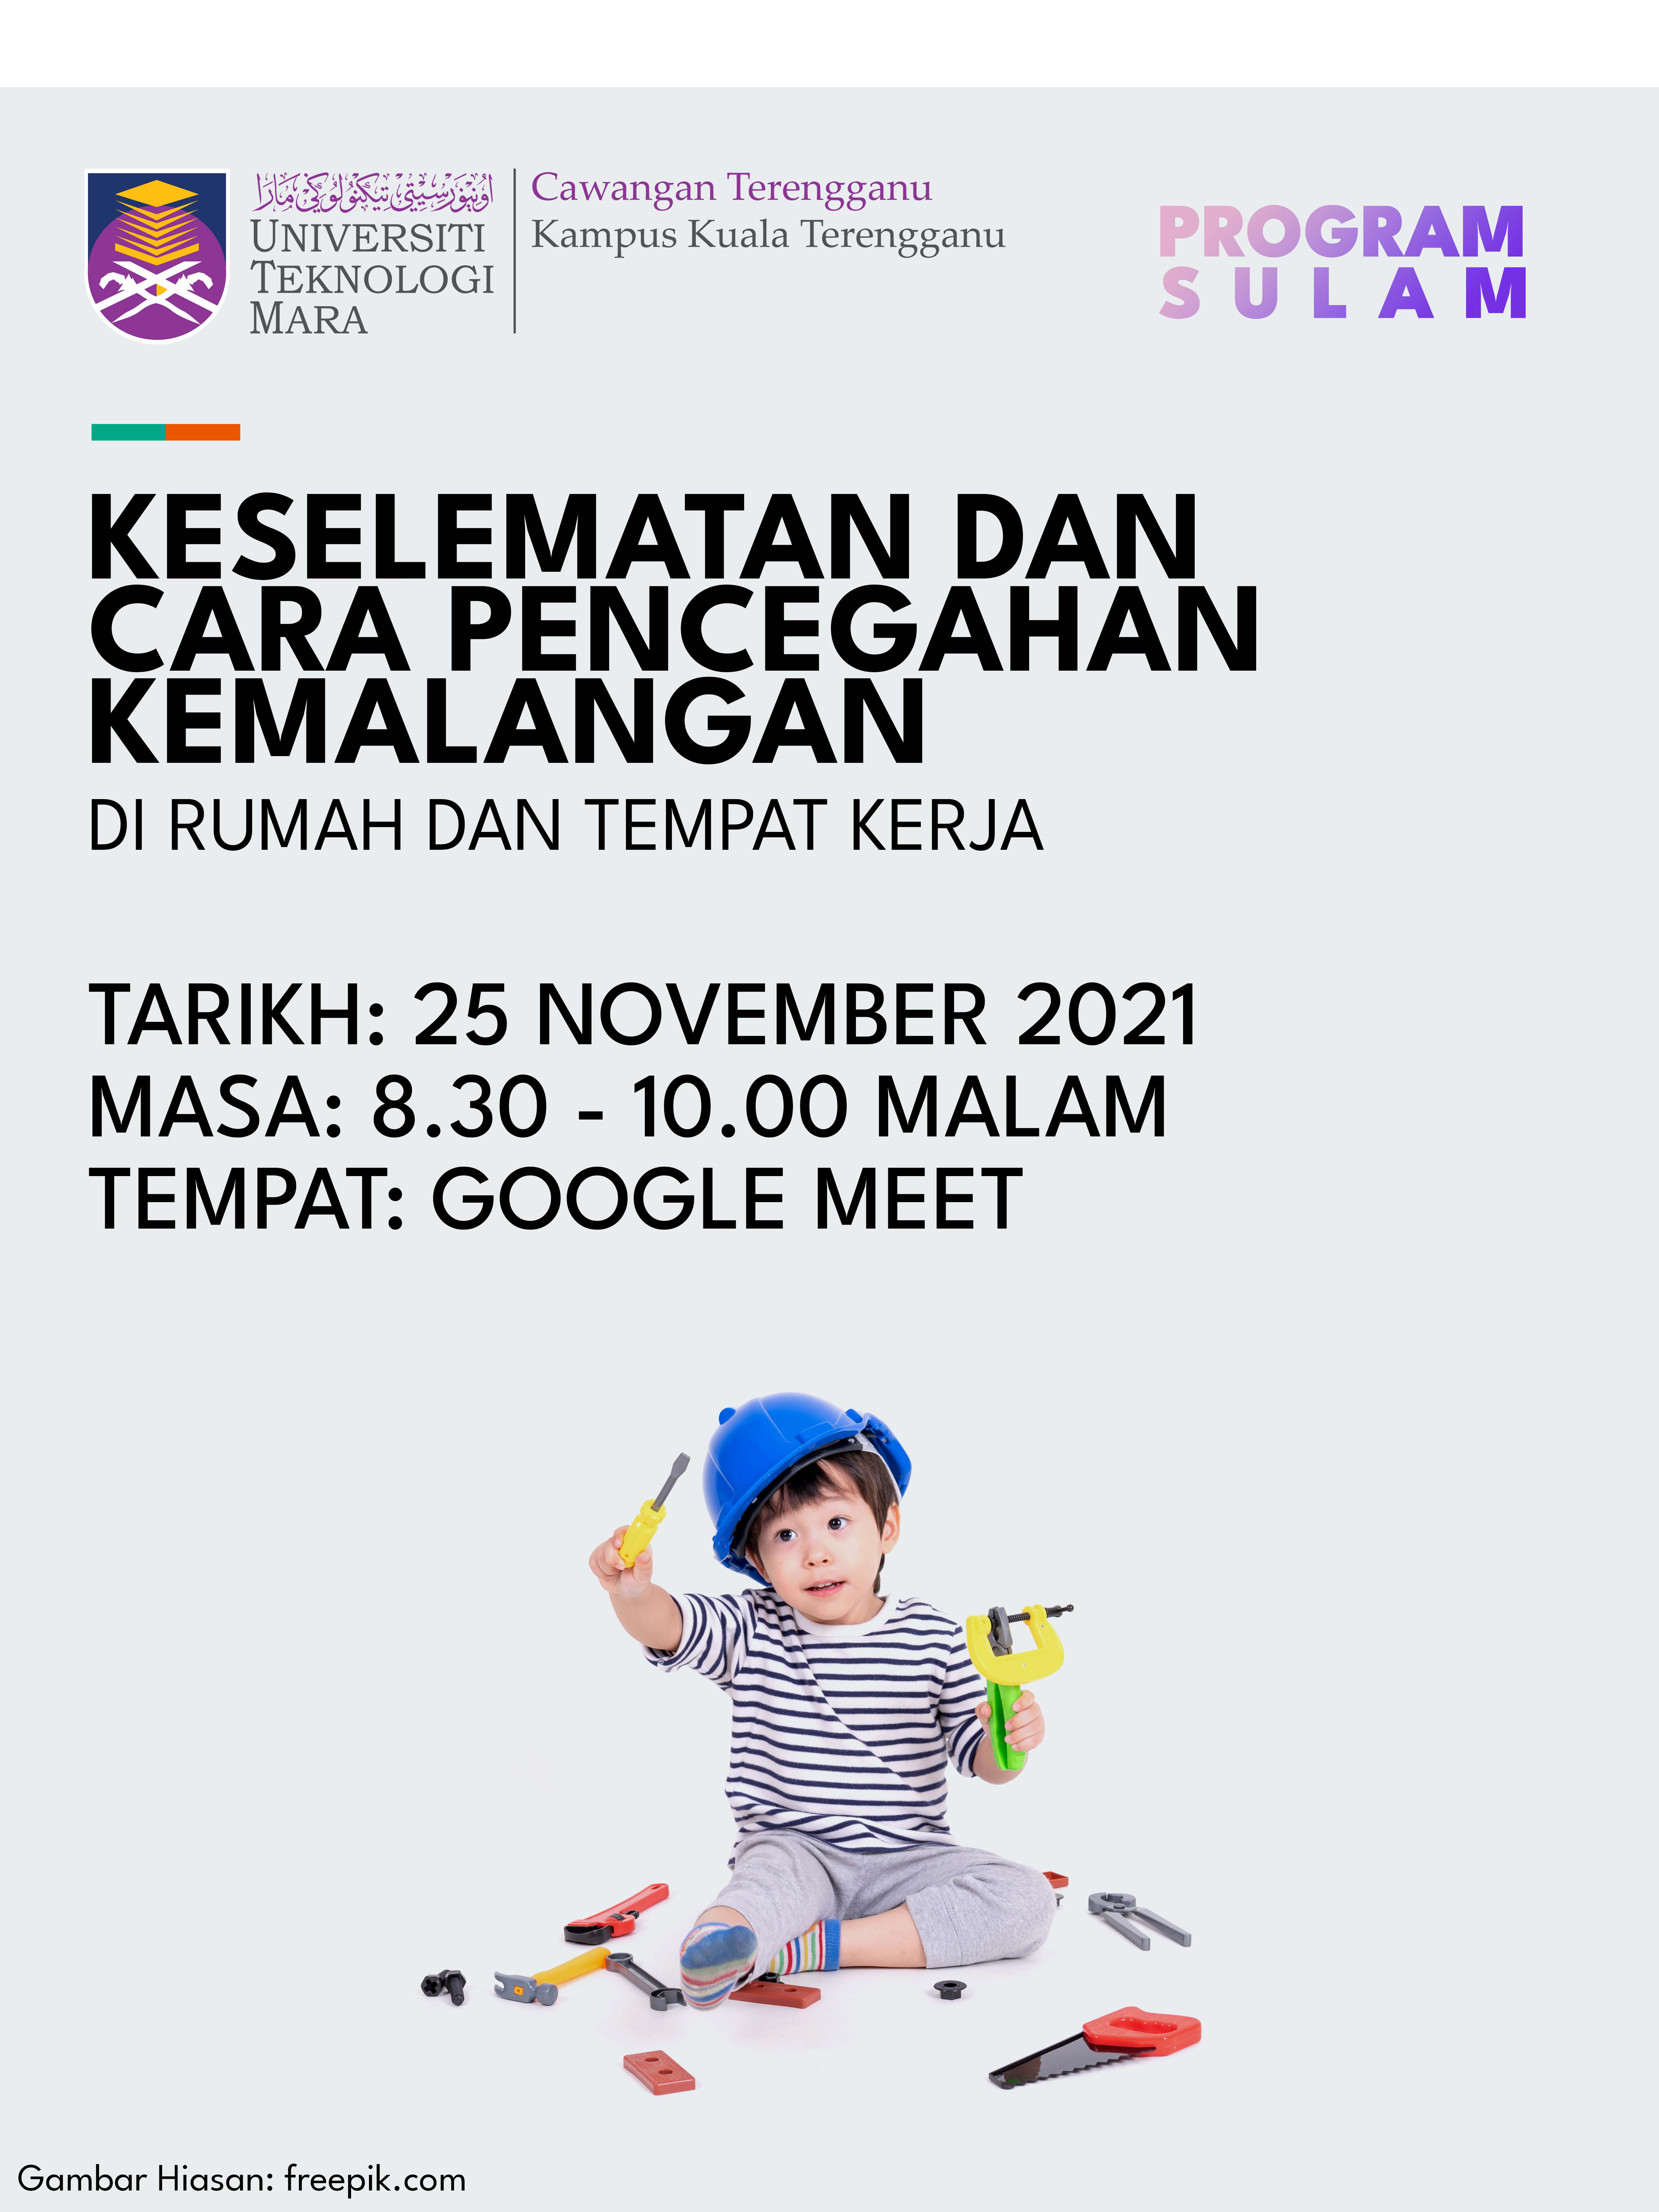 اونيۏرسيتي تيكنولوڬي مارا
UNIVERSITI
TEKNOLOGI
MARA
Cawangan Terengganu
Kampus Kuala Terengganu
PROGRAM
SULAM
KESELEMATAN DAN
CARA PENCEGAHAN
KEMALANGAN
DI RUMAH DAN TEMPAT KERJA
TARIKH: 25 NOVEMBER 2021
MASA: 8.30 - 10.00 MALAM
TEMPAT: GOOGLE MEET
Gambar Hiasan: freepik.com